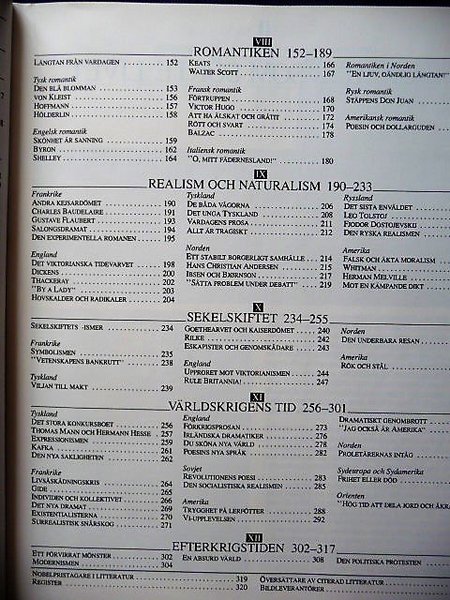 VIII
ROMANTIKEN 152–189
LÄNGTAN FRÅN VARDAGEN 152
Tysk romantik
DEN BLÅ BLOMMAN 153
VON KLEIST 156
HOFFMANN 157
HÖLDERLIN 158
Engelsk romantik
SKÖNHET ÄR SANNING 159
BYRON 162
SHELLEY 164
KEATS 166
WALTER SCOTT 167
Fransk romantik
FÖRTRUPPEN 168
VICTOR HUGO 170
ATT HA ÄLSKAT OCH GRÅTIT 172
RÖTT OCH SVART 174
BALZAC 178
Italiensk romantik
"O, MITT FÄDERNESLAND!" 180
Romantiken i Norden
"EN LJUV, OÄNDLIG LÄNGTAN!"
Rysk romantik
STÄPPENS DON JUAN
Amerikansk romantik
POESIN OCH DOLLARGUDEN
IX
REALISM OCH NATURALISM 190–233
Frankrike
ANDRA KEJSARDÖMET 190
CHARLES BAUDELAIRE 191
GUSTAVE FLAUBERT 193
SALONGSDRAMAT 194
DEN EXPERIMENTELLA ROMANEN 195
England
DET VIKTORIANSKA TIDEVARVET 198
DICKENS 200
THACKERAY 202
"BY A LADY" 203
HOVSKALDER OCH RADIKALER 204
Tyskland
DE BÅDA VÅGORNA 206
DET UNGA TYSKLAND 208
VARDAGENS PROSA 211
ALLT ÄR TRAGISKT 212
Norden
ETT STABILT BORGERLIGT SAMHÄLLE 214
HANS CHRISTIAN ANDERSEN 215
IBSEN OCH BJØRNSON 217
"SÄTTA PROBLEM UNDER DEBATT" 219
Ryssland
DET SISTA ENVÄLDET
LEO TOLSTOJ
FJODOR DOSTOJEVSKIJ
DEN RYSKA REALISMEN
Amerika
FALSK OCH ÄKTA MORALISM
WHITMAN
HERMAN MELVILLE
MOT EN KÄMPANDE DIKT
X
SEKELSKIFTET 234–255
SEKELSKIFTETS -ISMER 234
Frankrike
SYMBOLISMEN 235
"VETENSKAPENS BANKRUTT" 238
Tyskland
VILJAN TILL MAKT 239
GOETHEARVET OCH KAISERDÖMET 240
RILKE 242
ESKAPISTER OCH GENOMSKÅDARE 243
England
UPPRORET MOT VIKTORIANISMEN 244
RULE BRITANNIA! 247
Norden
DEN UNDERBARA RESAN
Amerika
RÖK OCH STÅL
XI
VÄRLDSKRIGENS TID 256–301
Tyskland
DET STORA KONKURSBOET 256
THOMAS MANN OCH HERMANN HESSE 257
EXPRESSIONISMEN 259
KAFKA 261
DEN NYA SAKLIGHETEN 262
Frankrike
LIVSÅSKÅDNINGSKRIS 264
GIDE 265
INDIVIDEN OCH KOLLEKTIVET 266
DET NYA DRAMAT 269
EXISTENTIALISTERNA 270
SURREALISTISK SNÅRSKOG 271
England
FÖRKRIGSPROSAN 273
IRLÄNDSKA DRAMATIKER 276
DU SKÖNA NYA VÄRLD 277
POESINS NYA SPRÅK 282
Sovjet
REVOLUTIONENS POESI 283
DEN SOCIALISTISKA REALISMEN 285
Amerika
TRYGGHET PÅ LERFÖTTER 288
VI-UPPLEVELSEN 292
DRAMATISKT GENOMBROTT
"JAG OCKSÅ ÄR AMERIKA"
Norden
PROLETÄRERNAS INTÅG
Sydeuropa och Sydamerika
FRIHET ELLER DÖD
Orienten
"HÖG TID ATT DELA JORD OCH
XII
EFTERKRIGSTIDEN 302–317
ETT FÖRVIRRAT MÖNSTER 302
MODERNISMEN 304
EN ABSURD VÄRLD 308
DEN POLITISKA PROTESTEN
NOBELPRISTAGARE I LITTERATUR 319
REGISTER 320
ÖVERSÄTTARE AV CITERAD LITTERATUR
BILDLEVERANTÖRER